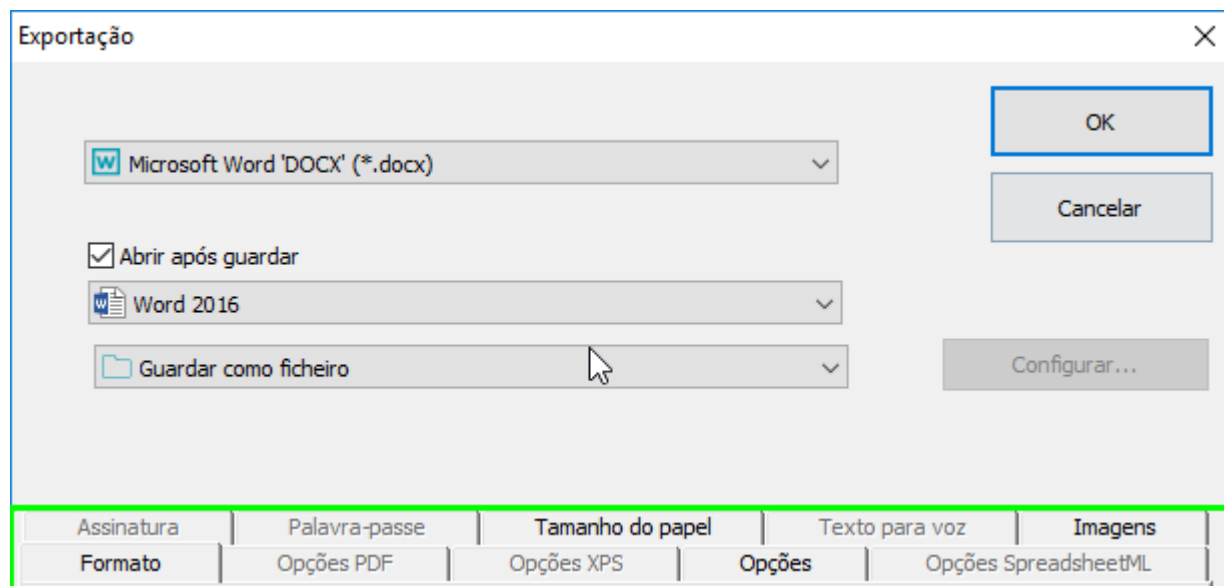 Exportação
OK
Microsoft Word 'DOCX' (*.docx)
Cancelar
Abrir após guardar
Word 2016
Guardar como ficheiro
Configurar...
Assinatura Palavra-passe Tamanho do papel Texto para voz Imagens
Formato Opções PDF Opções XPS Opções Opções SpreadsheetML